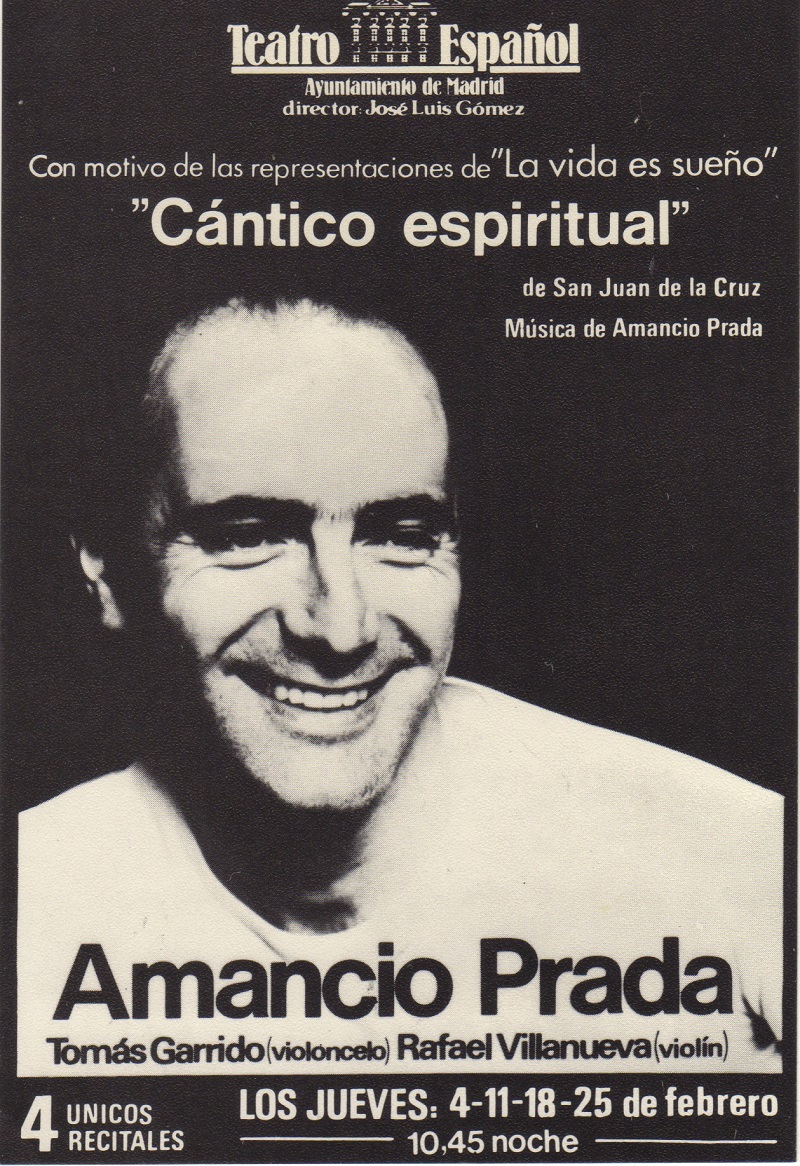 Teatro Español
Ayuntamiento de Madrid
director: José Luis Gómez
Con motivo de las representaciones de "La vida es sueño"
"Cántico espiritual"
de San Juan de la Cruz
Música de Amancio Prada
Amancio Prada
Tomás Garrido (violoncelo) Rafael Villanueva (violín)
4 UNICOS RECITALES
LOS JUEVES: 4-11-18-25 de febrero
10,45 noche